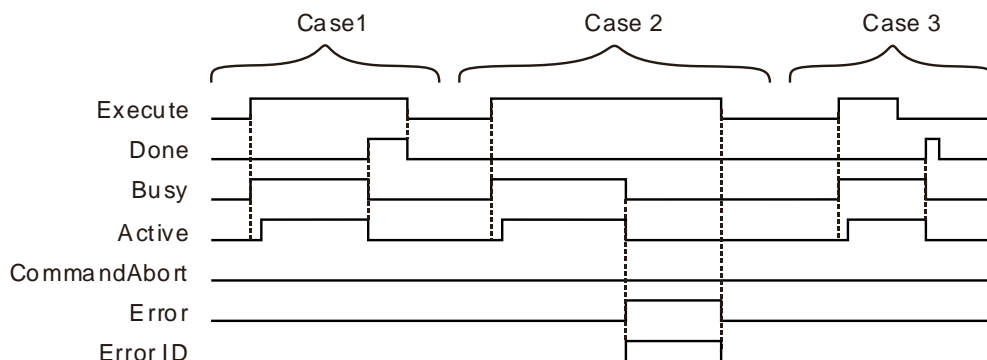 Case1 Case 2 Case 3
Execute
Done
Busy
Active
CommandAbort
Error
Error ID